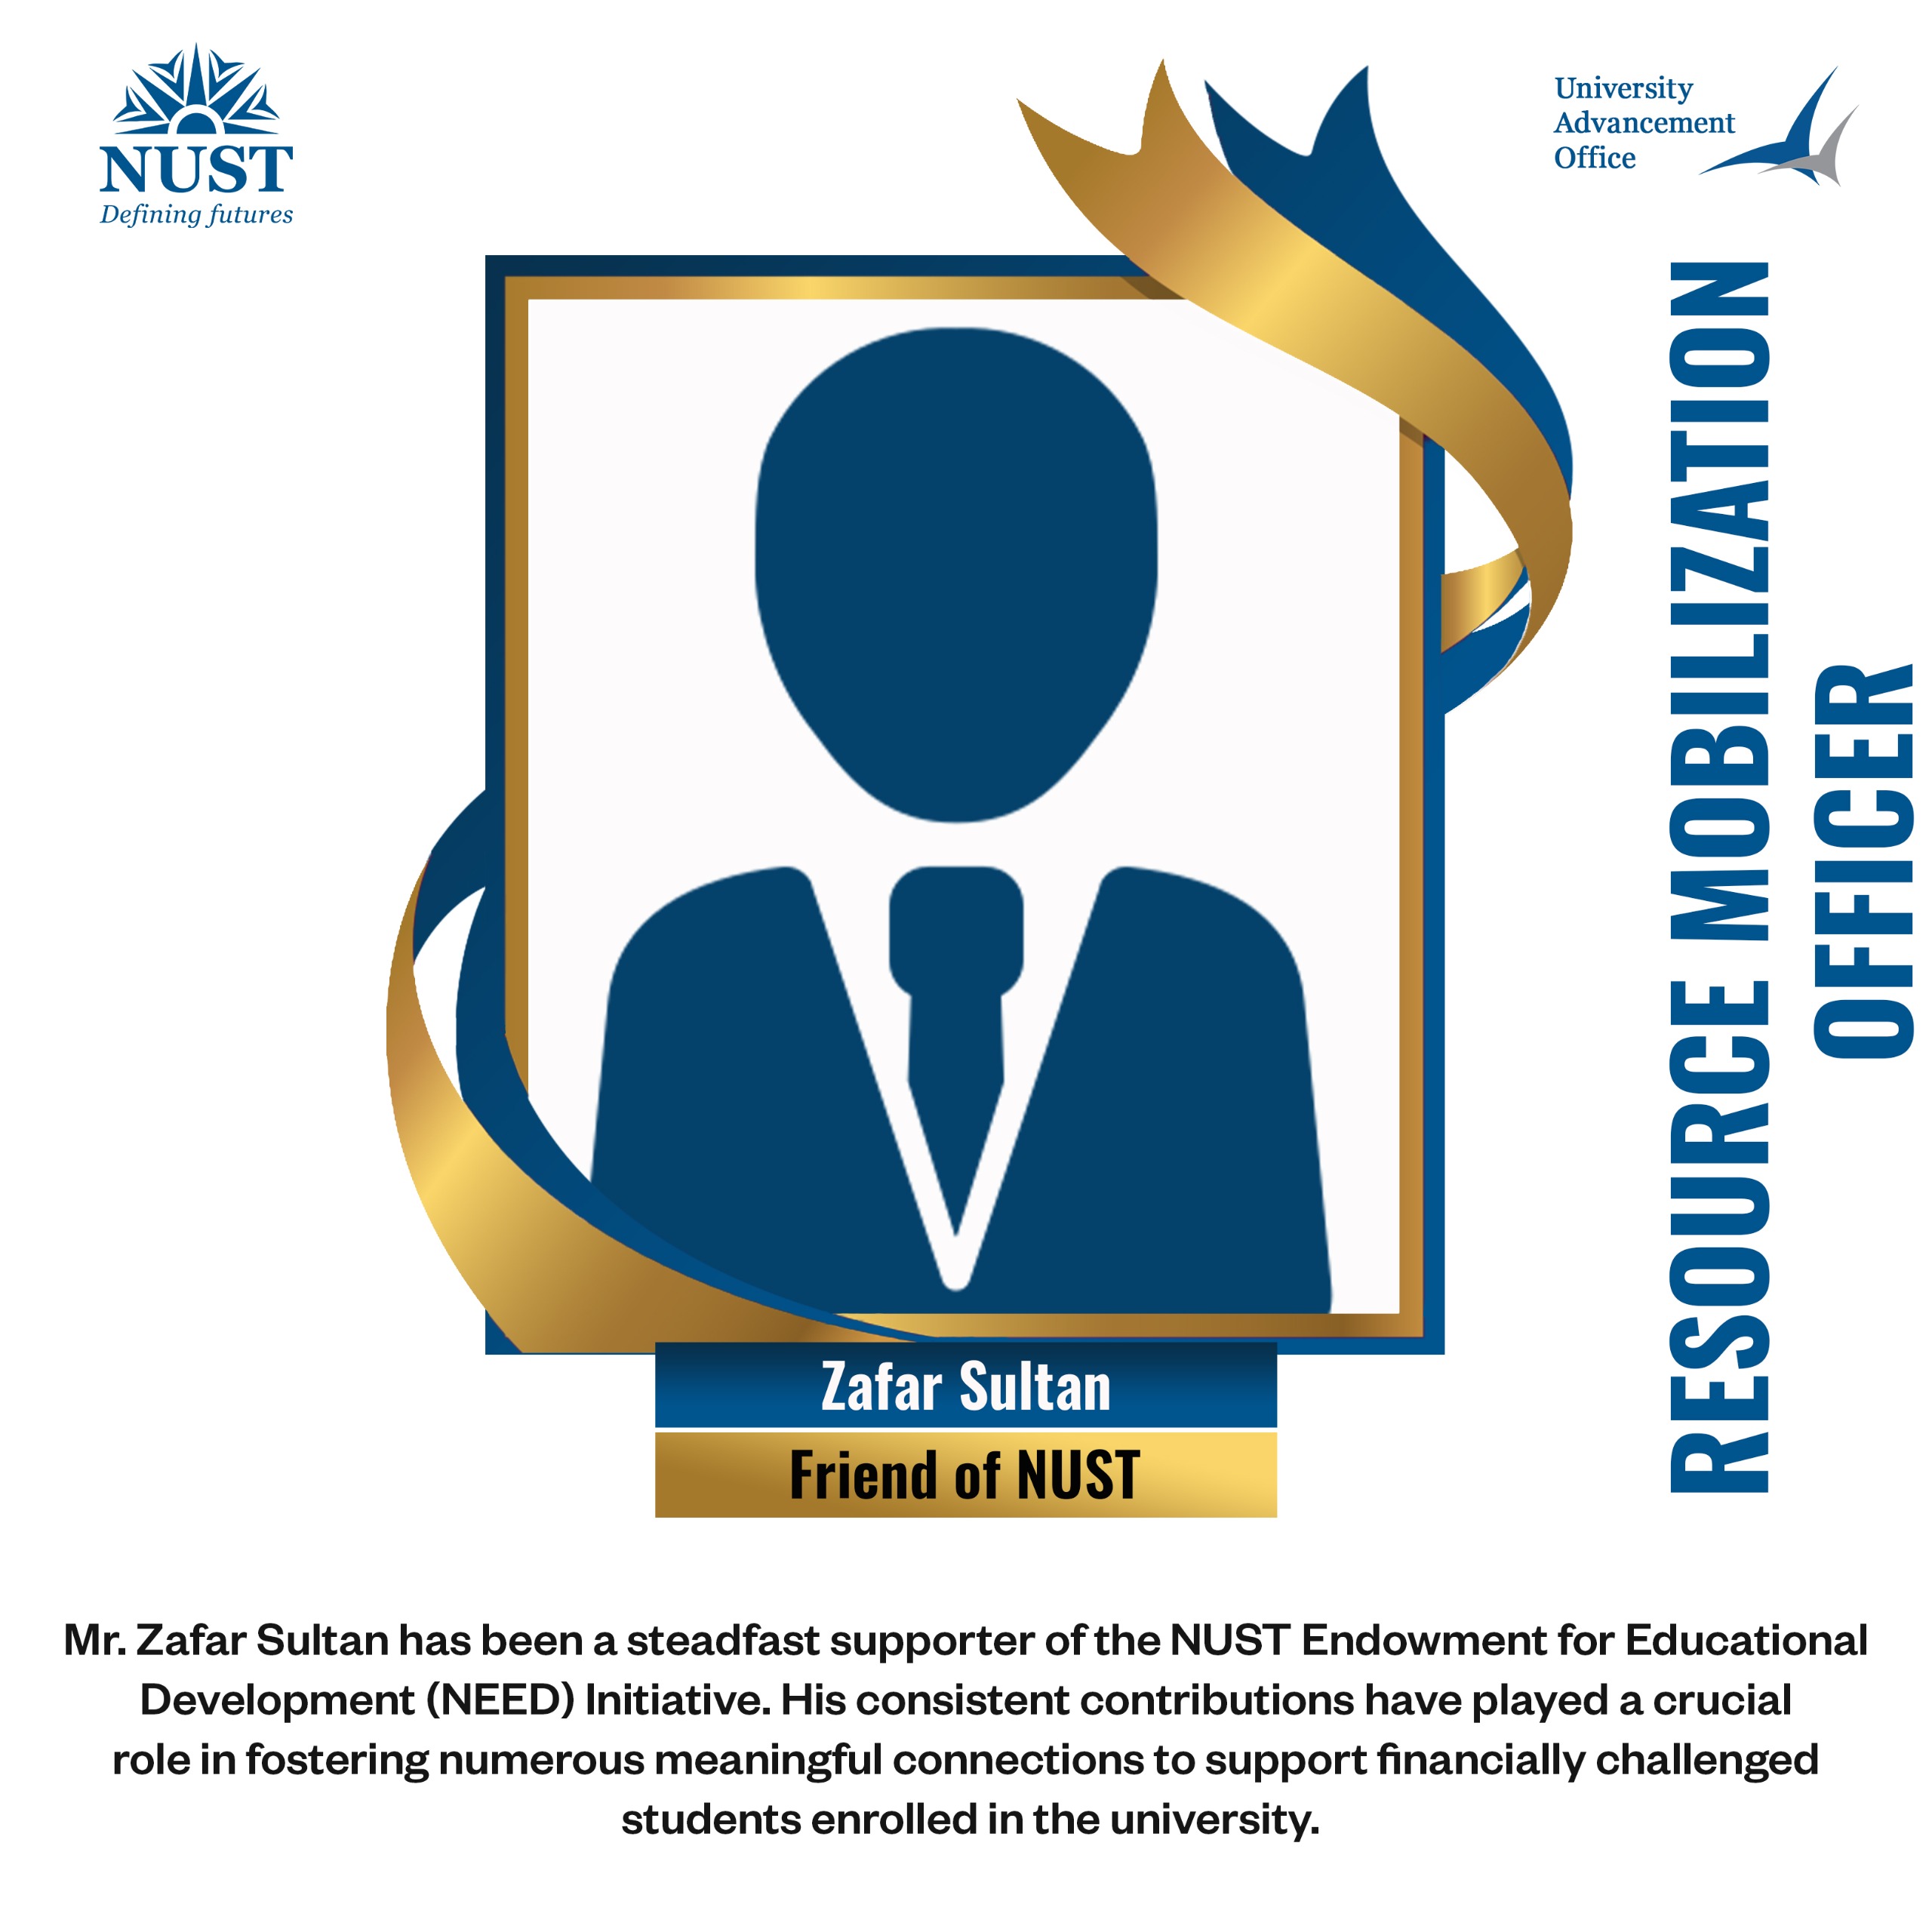 NUST
Defining futures
University
Advancement
Office
RESOURCE MOBILIZATION
OFFICER
Zafar Sultan
Friend of NUST
Mr. Zafar Sultan has been a steadfast supporter of the NUST Endowment for Educational
Development (NEED) Initiative. His consistent contributions have played a crucial
role in fostering numerous meaningful connections to support financially challenged
students enrolled in the university.